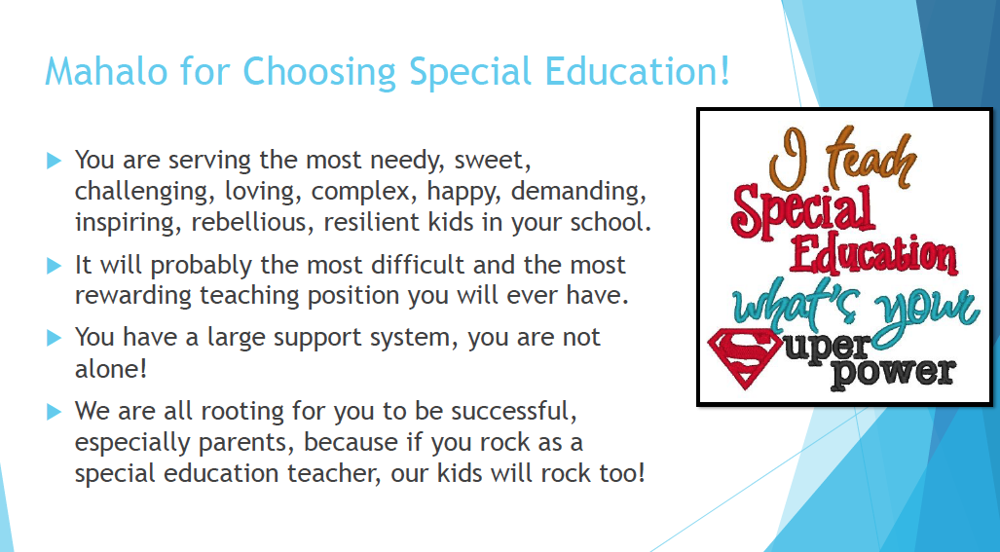 Mahalo for Choosing Special Education!
You are serving the most needy, sweet,
challenging, loving, complex, happy, demanding,
inspiring, rebellious, resilient kids in your school.
It will probably the most difficult and the most
rewarding teaching position you will ever have.
You have a large support system, you are not
alone!
We are all rooting for you to be successful,
especially parents, because if you rock as a
special education teacher, our kids will rock too!
I teach
Special
Education
what's your
Super
power